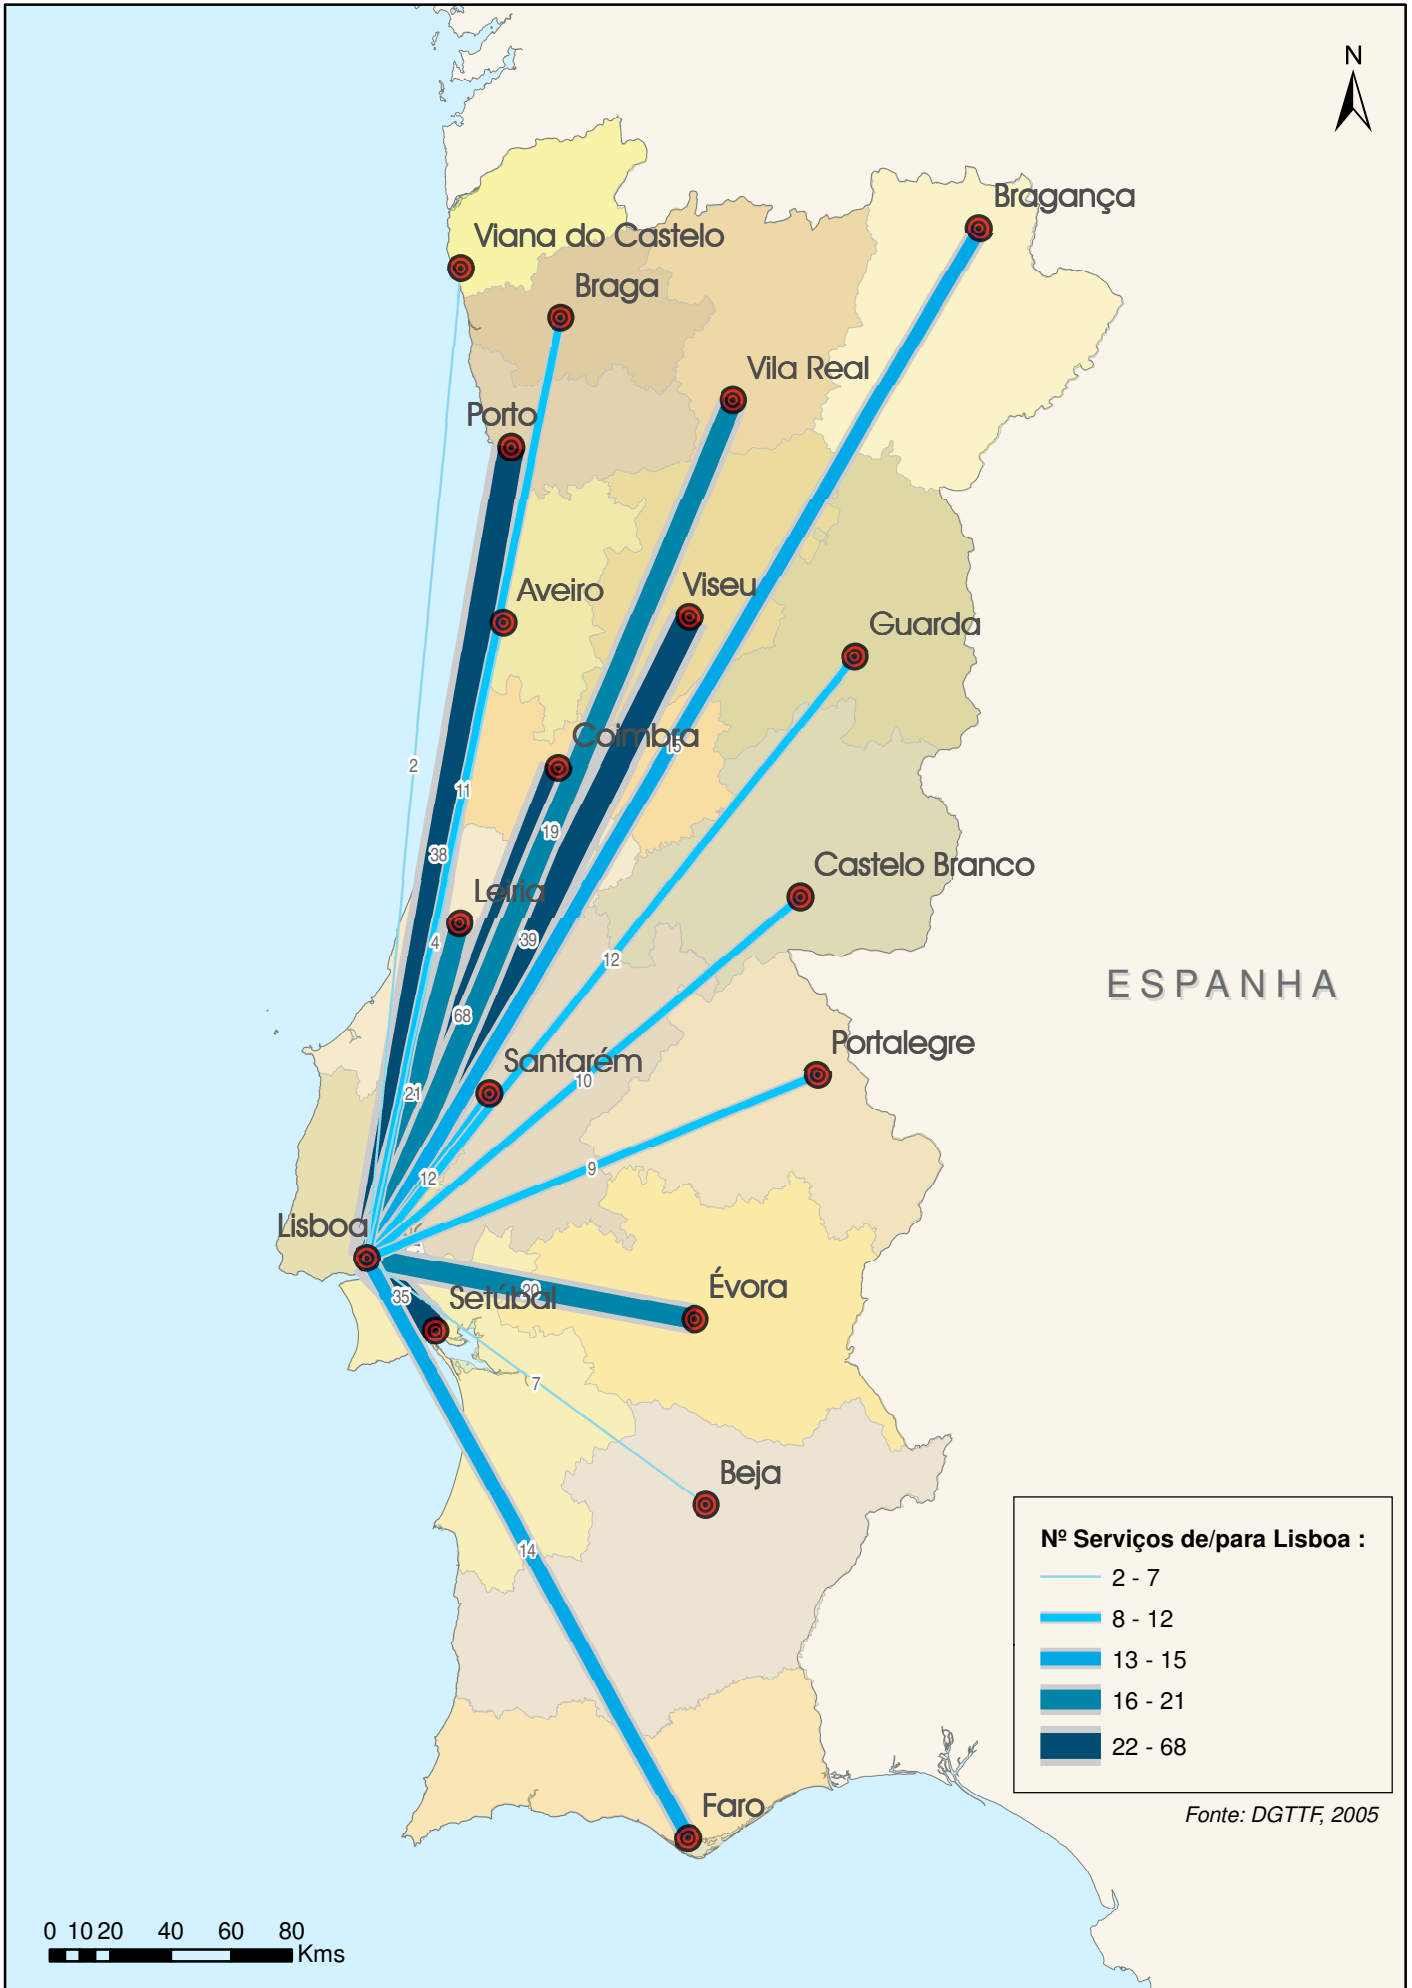 N
Bragança
Viana do Castelo
Braga
Vila Real
Porto
Viseu
Aveiro
Guarda
Coimbra
15
2
11
19
38
Castelo Branco
Leiria
39
4
12
ESPANHA
68
Portalegre
Santarém
10
21
9
12
Lisboa
Évora
20
35
Setúbal
7
Beja
14
Faro
Nº Serviços de/para Lisboa :
2 - 7
8 - 12
13 - 15
16 - 21
22 - 68
Fonte: DGTTF, 2005
0 10 20 40 60 80
Kms